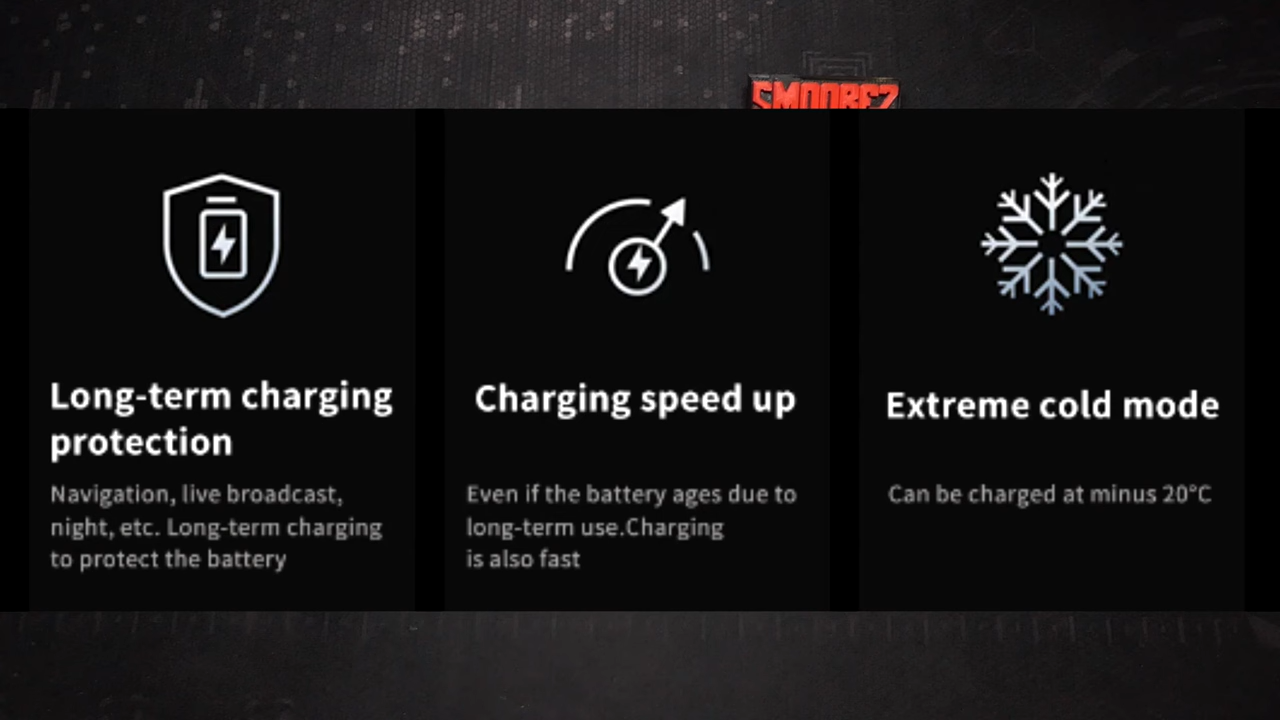 Long-term charging
protection
Navigation, live broadcast,
night, etc. Long-term charging
to protect the battery
Charging speed up
Even if the battery ages due to
long-term use.Charging
is also fast
Extreme cold mode
Can be charged at minus 20°C